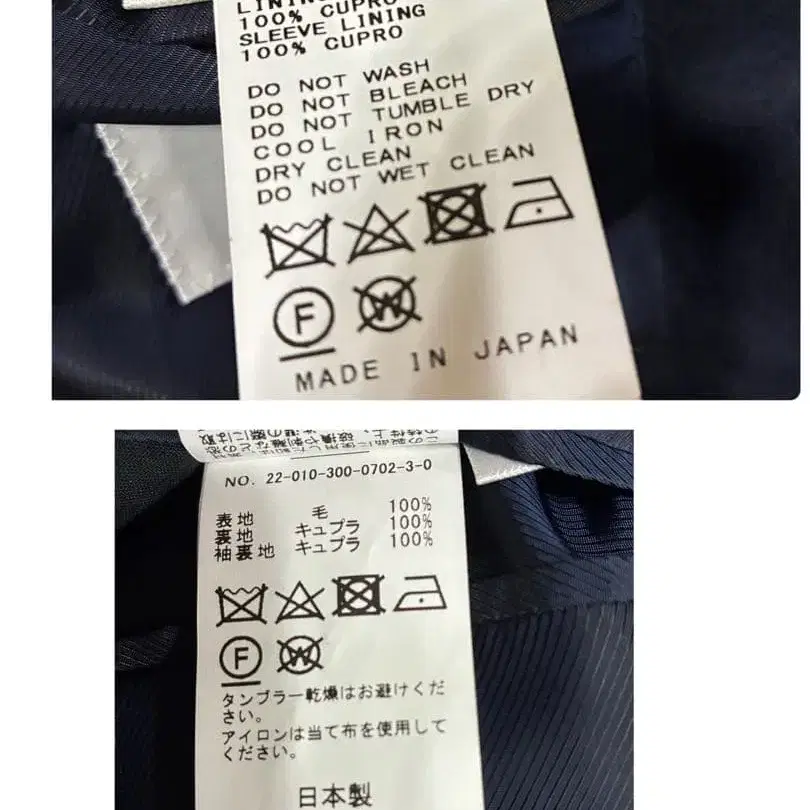 LINING
100% CUPRO
SLEEVE LINING
100% CUPRO
DO NOT WASH
DO NOT BLEACH
DO NOT TUMBLE DRY
COOL IRON
DRY CLEAN
DO NOT WET CLEAN
F W
MADE IN JAPAN
NO. 22-010-300-0702-3-0
表地 毛 100%
裏地 キュプラ 100%
袖裏地 キュプラ 100%
F W
タンブラー乾燥はお避けくだ
さい。
アイロンは当て布を使用して
ください。
日本製